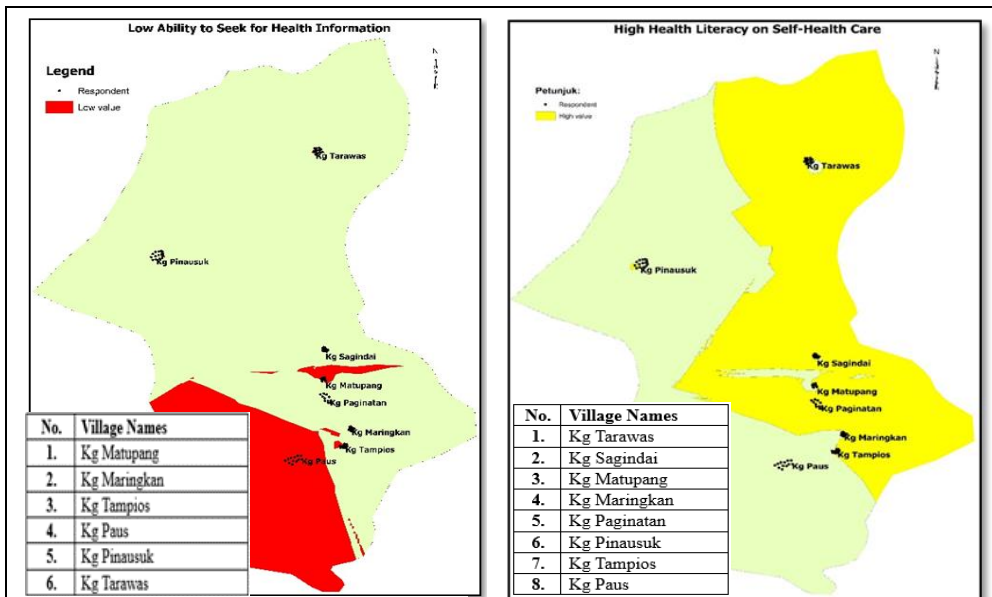 Low Ability to Seek for Health Information
N
Legend
Respondent
Low value
Kg Tarawas
Kg Pinausuk
Kg Sagindai
Kg Matupang
Kg Paginatan
Kg Maringkan
Kg Tampios
Kg Paus
No. Village Names
1. Kg Matupang
2. Kg Maringkan
3. Kg Tampios
4. Kg Paus
5. Kg Pinausuk
6. Kg Tarawas
High Health Literacy on Self-Health Care
N
Petunjuk:
Respondent
High value
Kg Tarawas
Kg Pinausuk
Kg Sagindai
Kg Matupang
Kg Paginatan
Kg Maringkan
Kg Tampios
Kg Paus
No. Village Names
1. Kg Tarawas
2. Kg Sagindai
3. Kg Matupang
4. Kg Maringkan
5. Kg Paginatan
6. Kg Pinausuk
7. Kg Tampios
8. Kg Paus